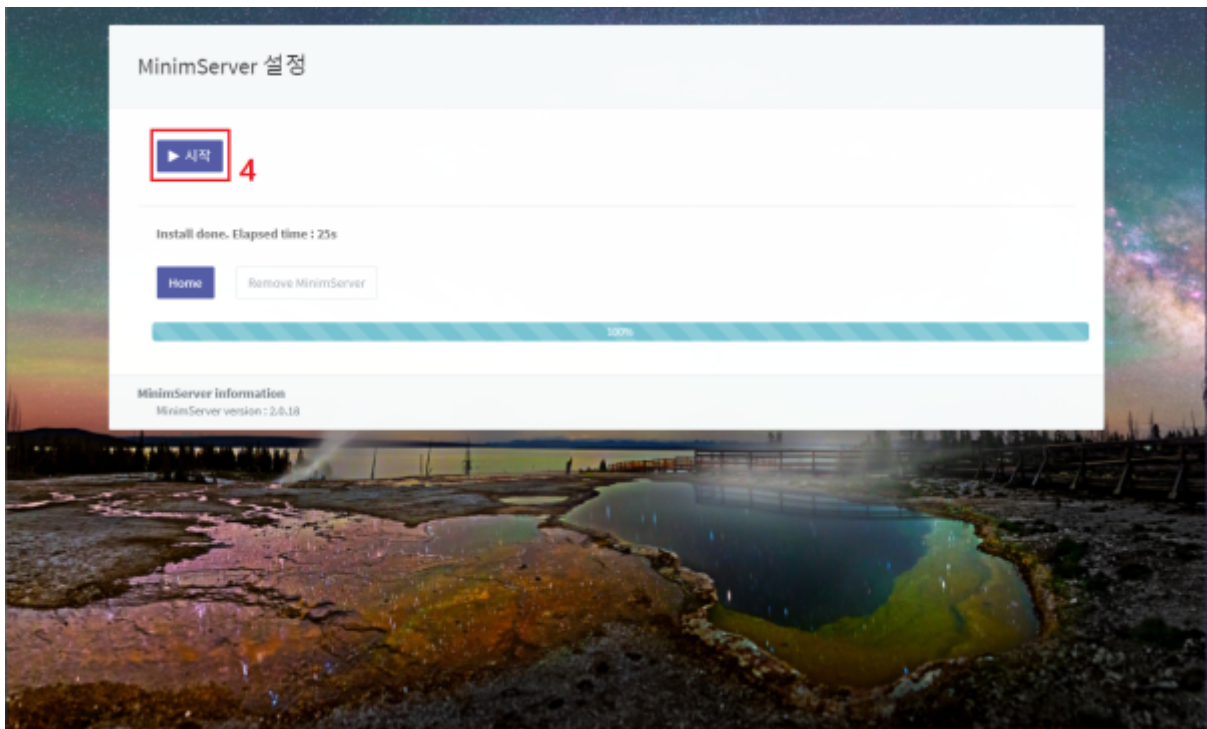 MinimServer 설정
▶ 시작
4
Install done. Elapsed time : 25s
Home Remove MinimServer
100%
MinimServer information
MinimServer version : 2.0.18